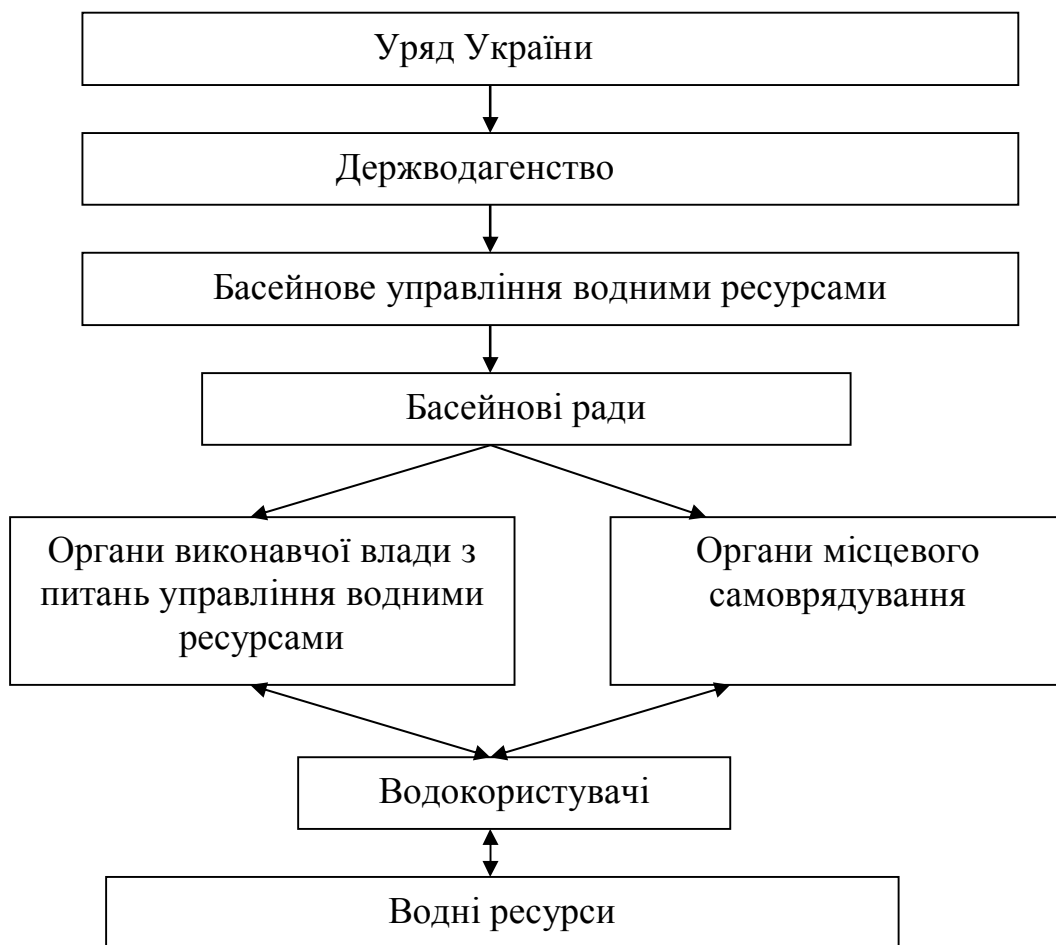 Уряд України
Держводагенство
Басейнове управління водними ресурсами
Басейнові ради
Органи виконавчої влади з
питань управління водними
ресурсами
Органи місцевого
самоврядування
Водокористувачі
Водні ресурси